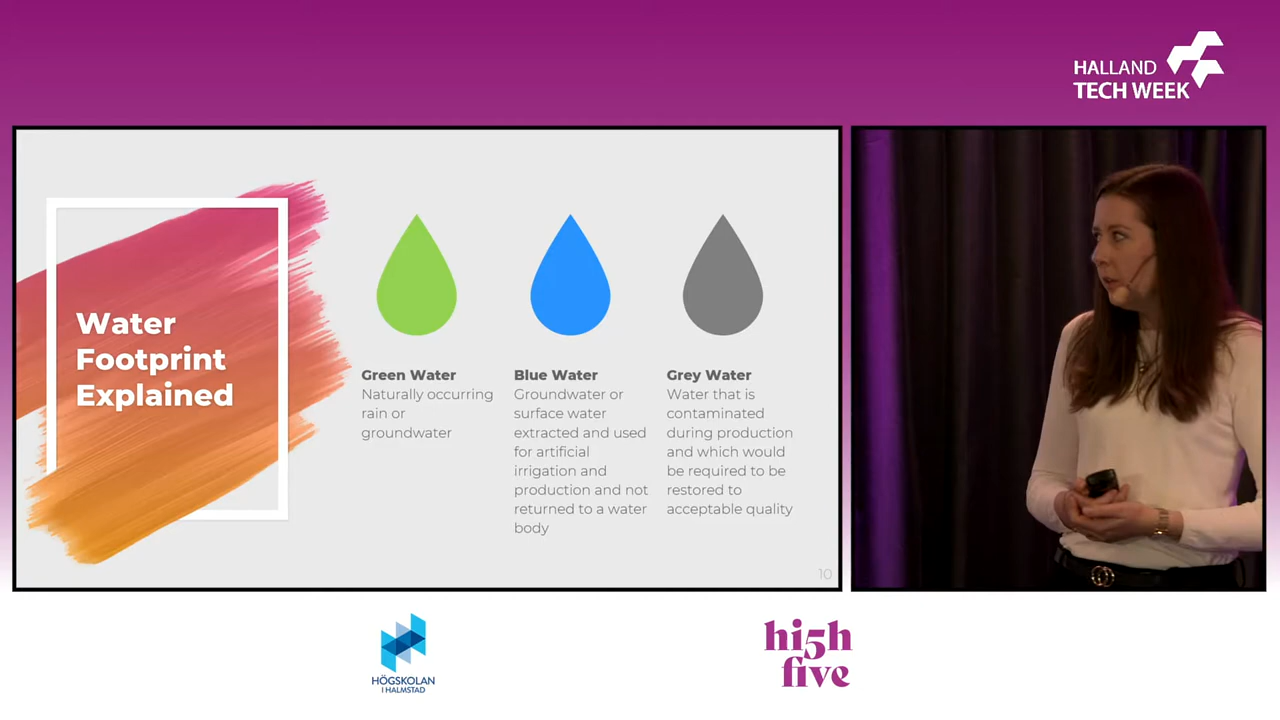 HALLAND
TECH WEEK
Water
Footprint
Explained
Green Water
Naturally occurring
rain or
groundwater
Blue Water
Groundwater or
surface water
extracted and used
for artificial
irrigation and
production and not
returned to a water
body
Grey Water
Water that is
contaminated
during production
and which would
be required to be
restored to
acceptable quality
10
HÖGSKOLAN
I HALMSTAD
hi5h
five